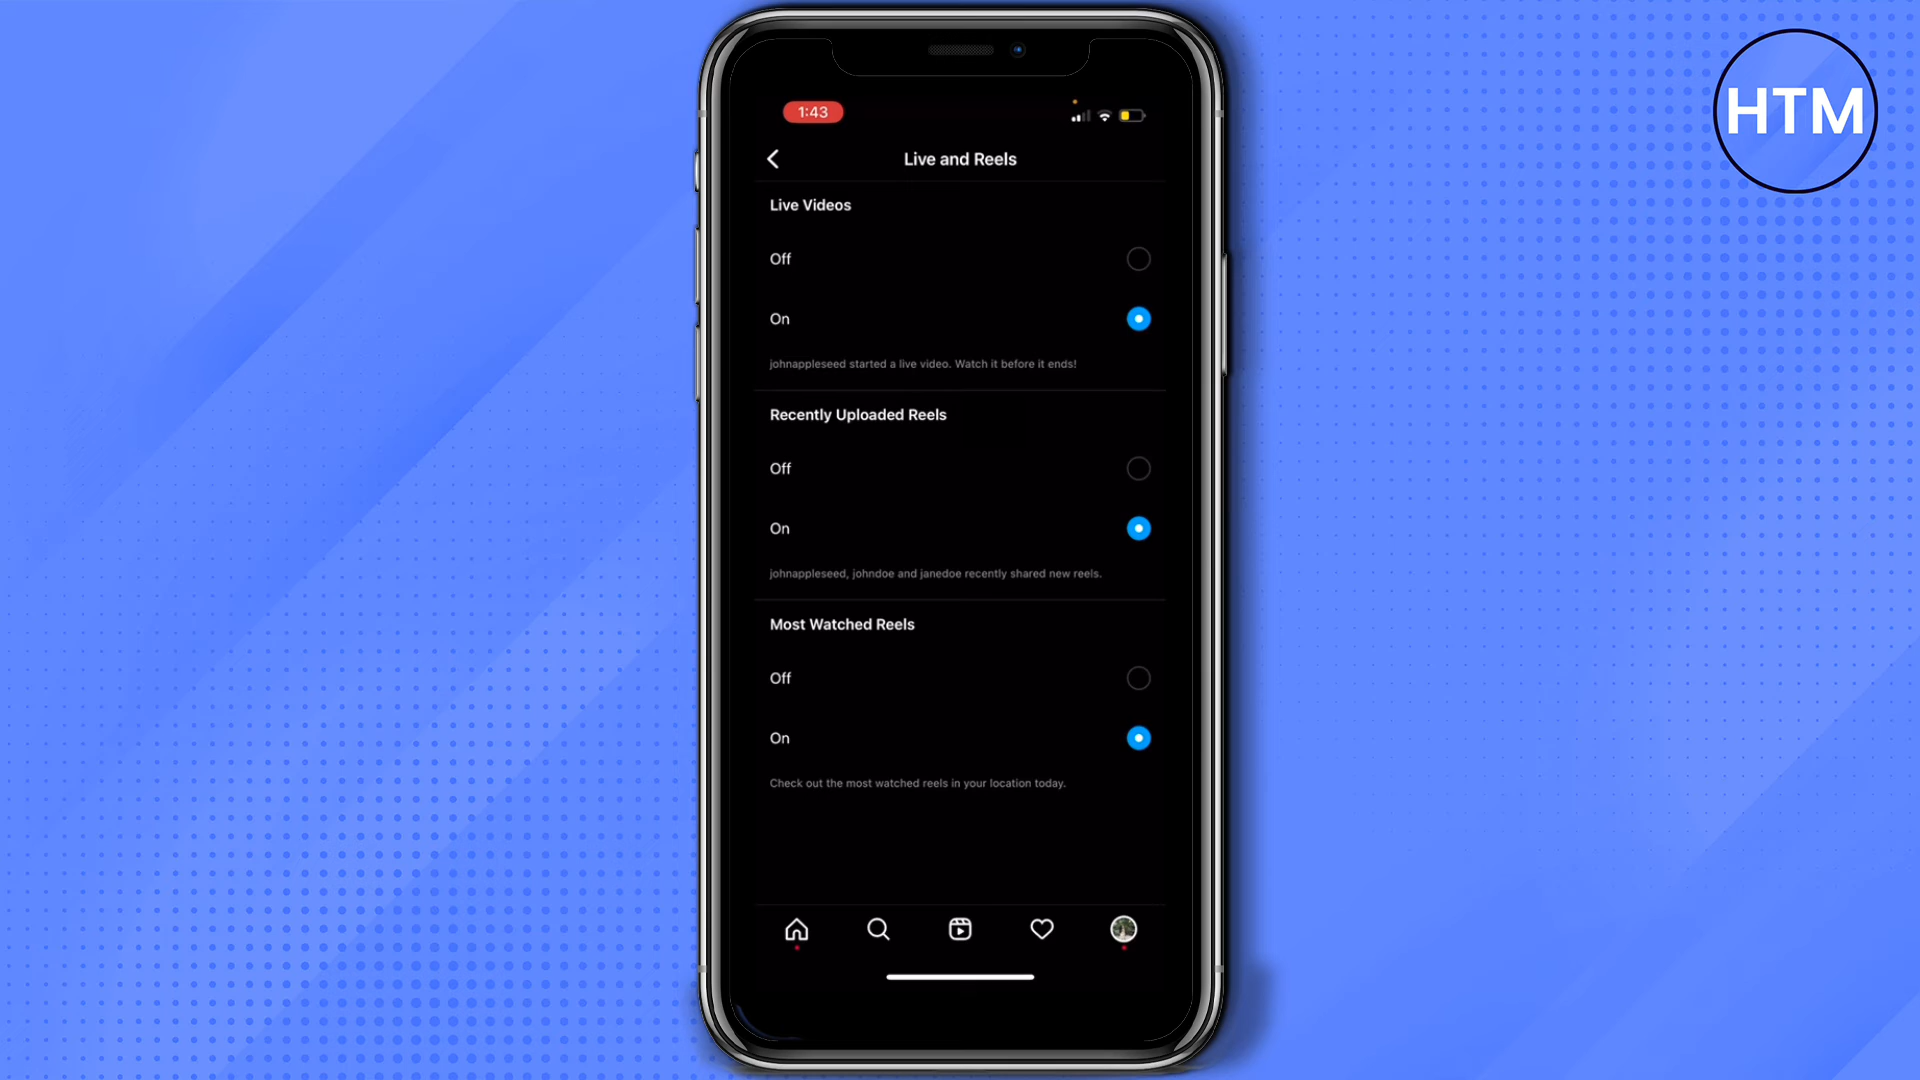 HTM
1:43
Live and Reels
Live Videos
Off
On
johnappleseed started a live video. Watch it before it ends!
Recently Uploaded Reels
Off
On
johnappleseed, johndoe and janedoe recently shared new reels.
Most Watched Reels
Off
On
Check out the most watched reels in your location today.